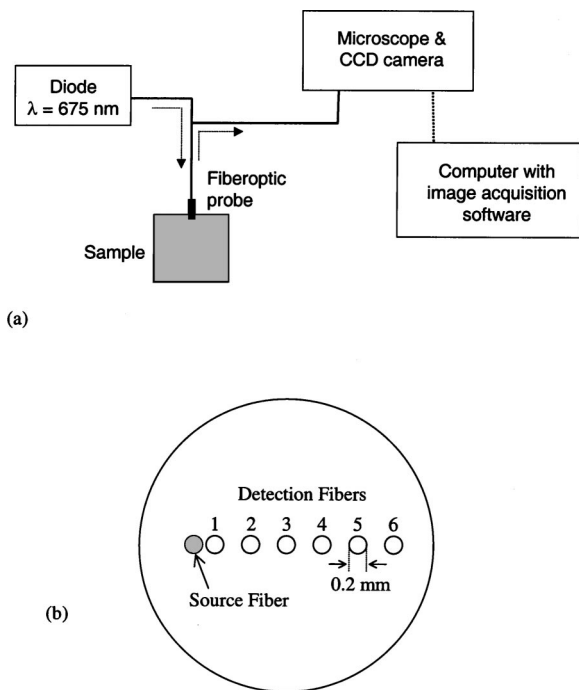 Microscope &
CCD camera
Diode
λ = 675 nm
Fiberoptic
probe
Computer with
image acquisition
software
Sample
(a)
Detection Fibers
1 2 3 4 5 6
0.2 mm
Source Fiber
(b)